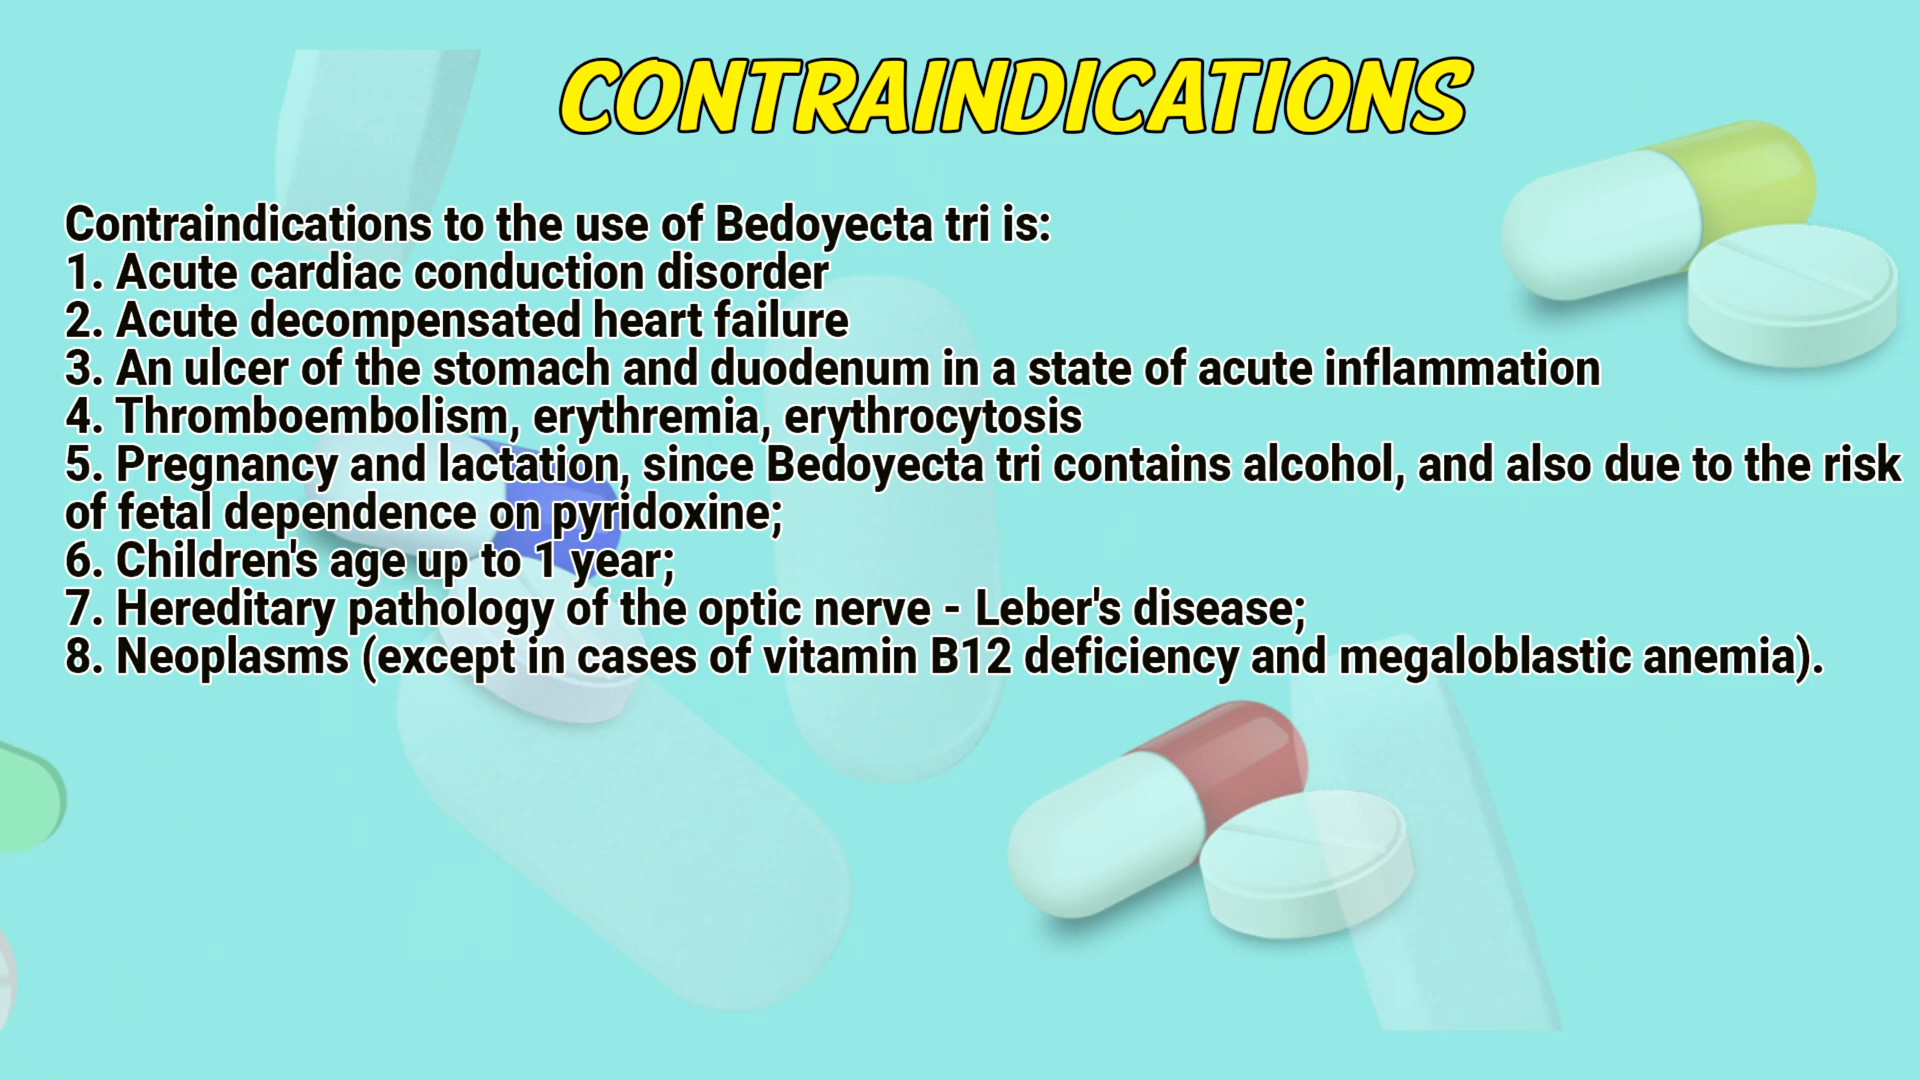 CONTRAINDICATIONS
Contraindications to the use of Bedoyecta tri is:
1. Acute cardiac conduction disorder
2. Acute decompensated heart failure
3. An ulcer of the stomach and duodenum in a state of acute inflammation
4. Thromboembolism, erythremia, erythrocytosis
5. Pregnancy and lactation, since Bedoyecta tri contains alcohol, and also due to the risk
of fetal dependence on pyridoxine;
6. Children's age up to 1 year;
7. Hereditary pathology of the optic nerve - Leber's disease;
8. Neoplasms (except in cases of vitamin B12 deficiency and megaloblastic anemia).